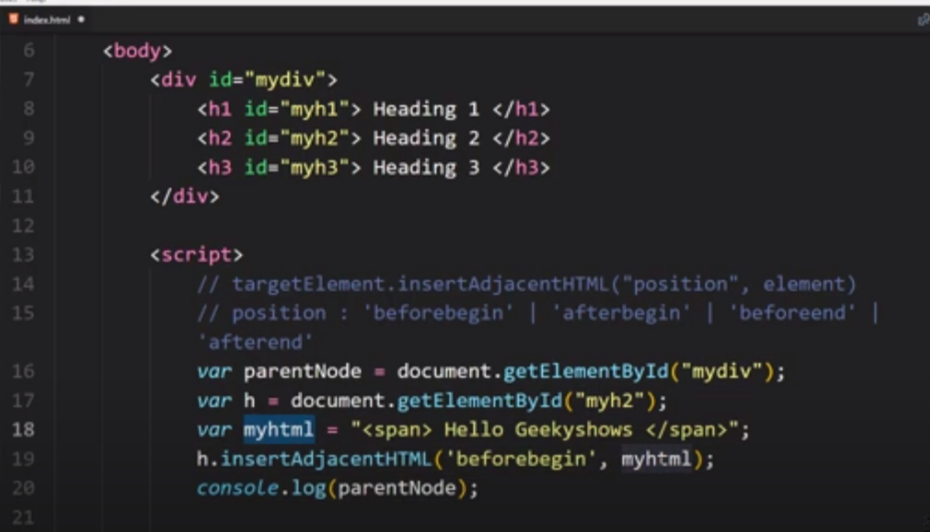 index.html
6 <body>
7 <div id="mydiv">
8 <h1 id="myh1"> Heading 1 </h1>
9 <h2 id="myh2"> Heading 2 </h2>
10 <h3 id="myh3"> Heading 3 </h3>
11 </div>
12
13 <script>
14 // targetElement.insertAdjacentHTML("position", element)
15 // position : 'beforebegin' | 'afterbegin' | 'beforeend' |
'afterend'
16 var parentNode = document.getElementById("mydiv");
17 var h = document.getElementById("myh2");
18 var myhtml = "<span> Hello Geekyshows </span>";
19 h.insertAdjacentHTML('beforebegin', myhtml);
20 console.log(parentNode);
21